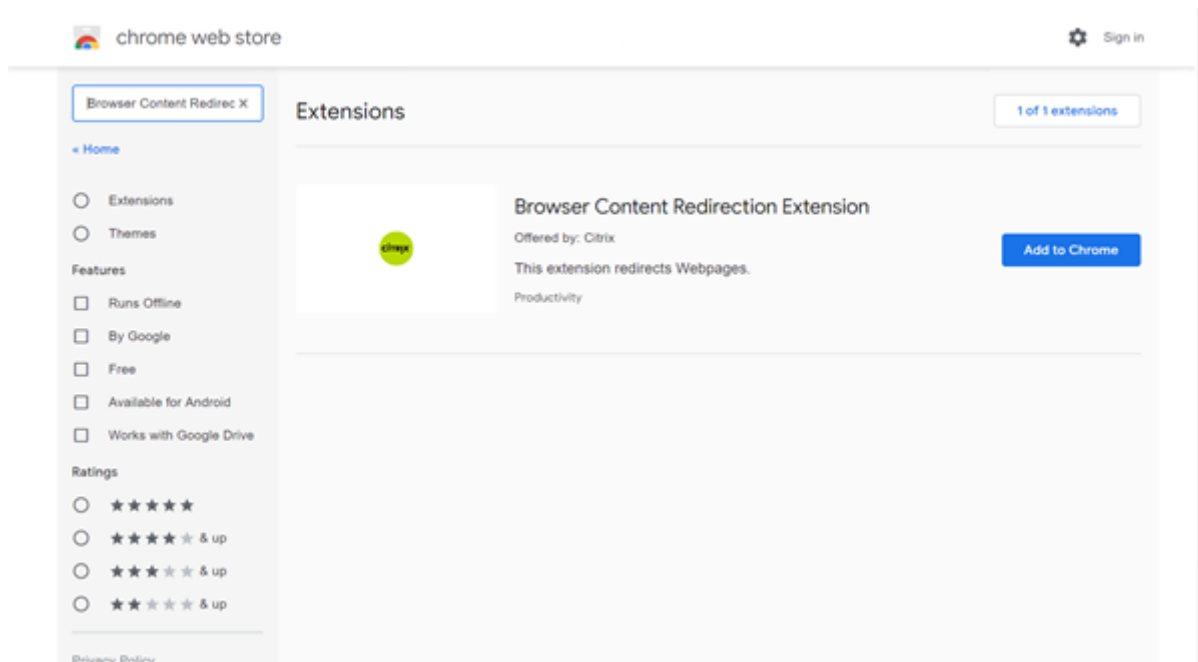 chrome web store
Sign in
Browser Content Redirec
« Home
Extensions
Themes
Features
Runs Offline
By Google
Free
Available for Android
Works with Google Drive
Ratings
& up
& up
& up
Privacy Policy
Extensions
1 of 1 extensions
citrix
Browser Content Redirection Extension
Offered by: Citrix
This extension redirects Webpages.
Productivity
Add to Chrome